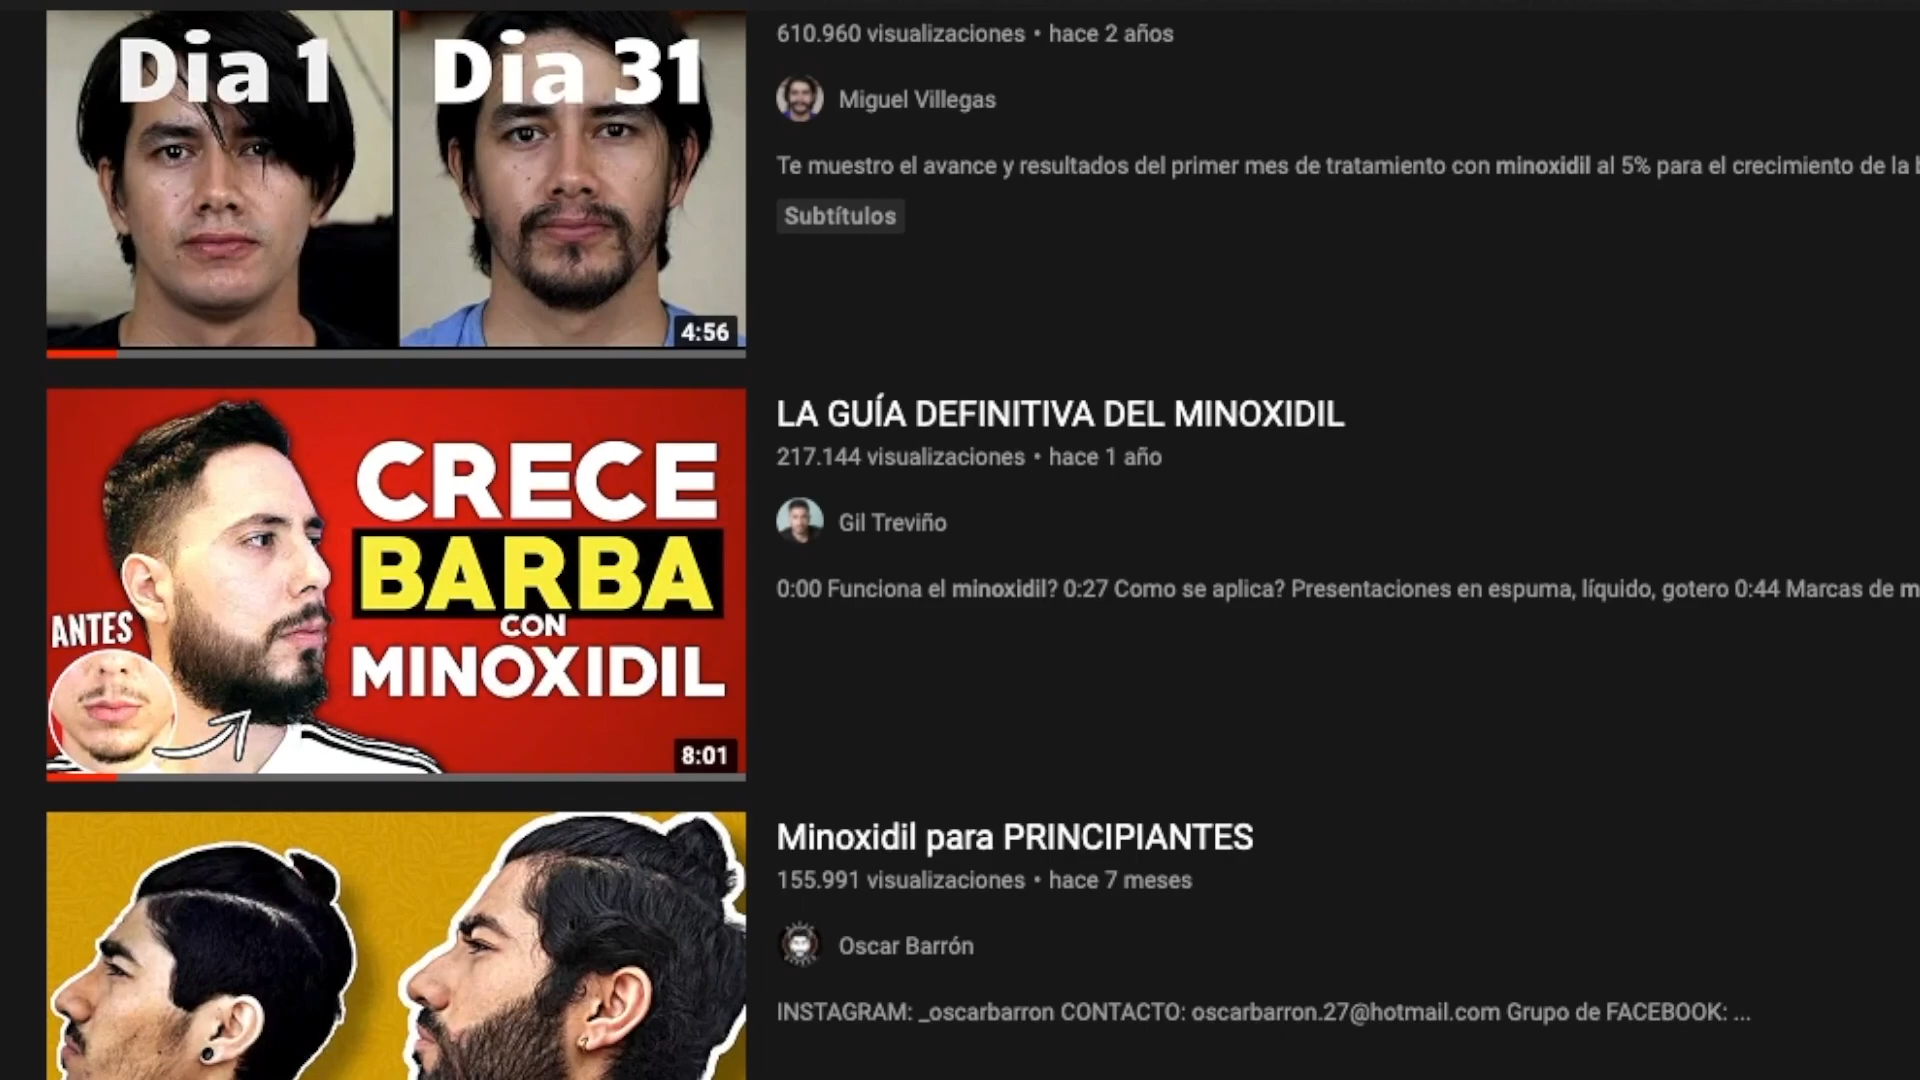 Dia 1
Dia 31
4:56
610.960 visualizaciones • hace 2 años
Miguel Villegas
Te muestro el avance y resultados del primer mes de tratamiento con minoxidil al 5% para el crecimiento de la
Subtítulos
CRECE
BARBA
CON
MINOXIDIL
ANTES
8:01
LA GUÍA DEFINITIVA DEL MINOXIDIL
217.144 visualizaciones • hace 1 año
Gil Treviño
0:00 Funciona el minoxidil? 0:27 Como se aplica? Presentaciones en espuma, líquido, gotero 0:44 Marcas de
Minoxidil para PRINCIPIANTES
155.991 visualizaciones • hace 7 meses
Oscar Barrón
INSTAGRAM: _oscarbarron CONTACTO: oscarbarron.27@hotmail.com Grupo de FACEBOOK: ...